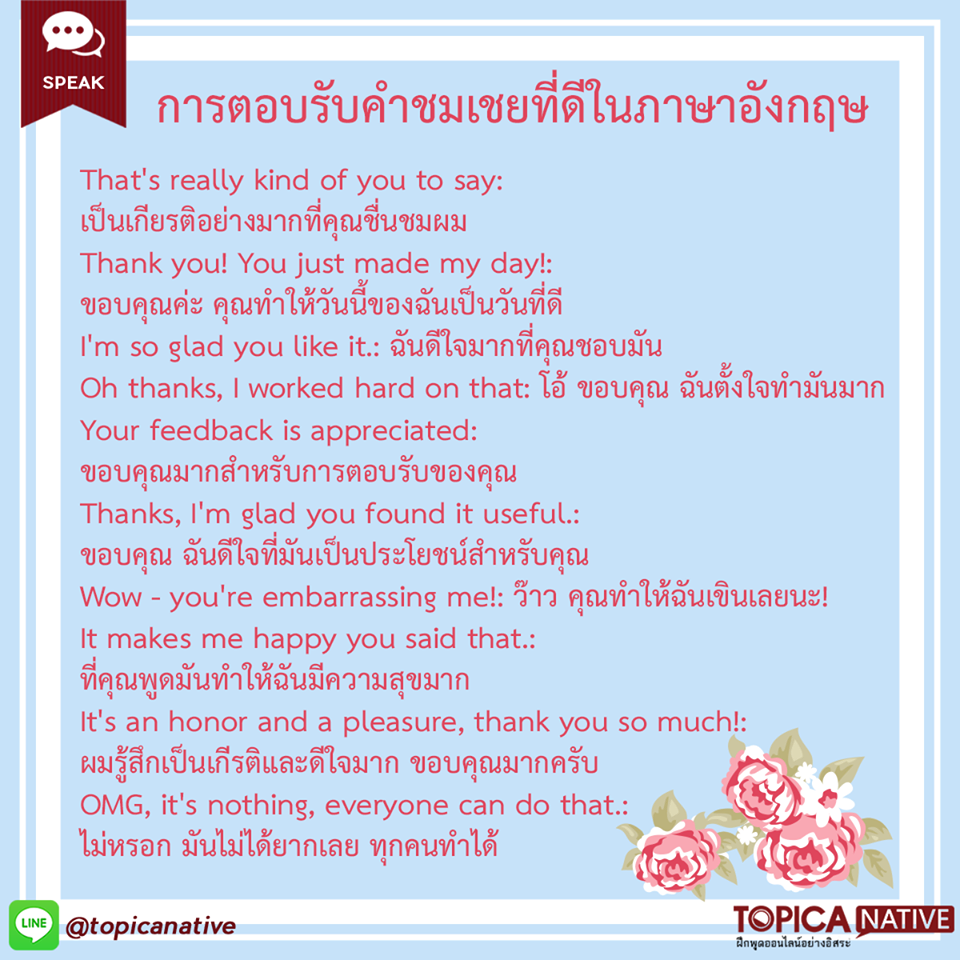 SPEAK
การตอบรับคำชมเชยที่ดีในภาษาอังกฤษ
That's really kind of you to say:
เป็นเกียรติอย่างมากที่คุณชื่นชมผม
Thank you! You just made my day!:
ขอบคุณค่ะ คุณทำให้วันนี้ของฉันเป็นวันที่ดี
I'm so glad you like it.: ฉันดีใจมากที่คุณชอบมัน
Oh thanks, I worked hard on that: โอ้ ขอบคุณ ฉันตั้งใจทำมันมาก
Your feedback is appreciated:
ขอบคุณมากสำหรับการตอบรับของคุณ
Thanks, I'm glad you found it useful.:
ขอบคุณ ฉันดีใจที่มันเป็นประโยชน์สำหรับคุณ
Wow - you're embarrassing me!: ว๊าว คุณทำให้ฉันเขินเลยนะ!
It makes me happy you said that.:
ที่คุณพูดมันทำให้ฉันมีความสุขมาก
It's an honor and a pleasure, thank you so much!:
ผมรู้สึกเป็นเกีรติและดีใจมาก ขอบคุณมากครับ
OMG, it's nothing, everyone can do that.:
ไม่หรอก มันไม่ได้ยากเลย ทุกคนทำได้
LINE @topicanative
TOPICA NATIVE
ฝึกพูดออนไลน์อย่างอิสระ